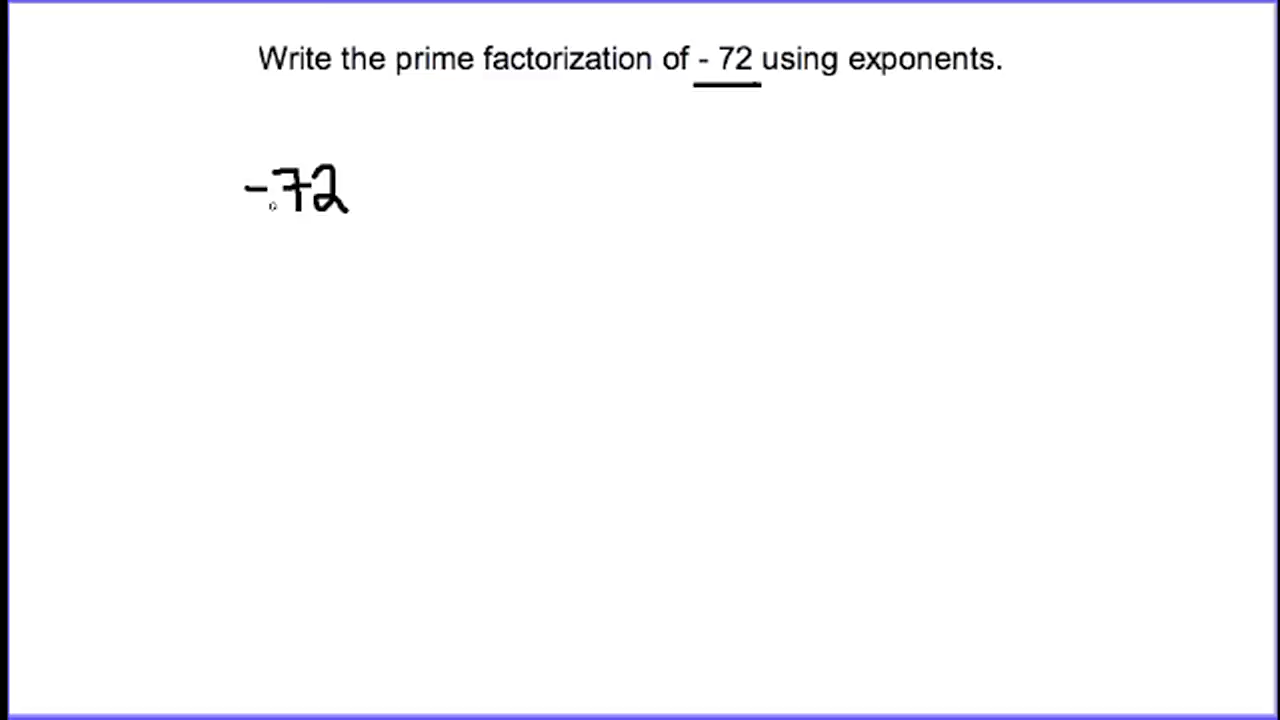 Write the prime factorization of - 72 using exponents.
-72